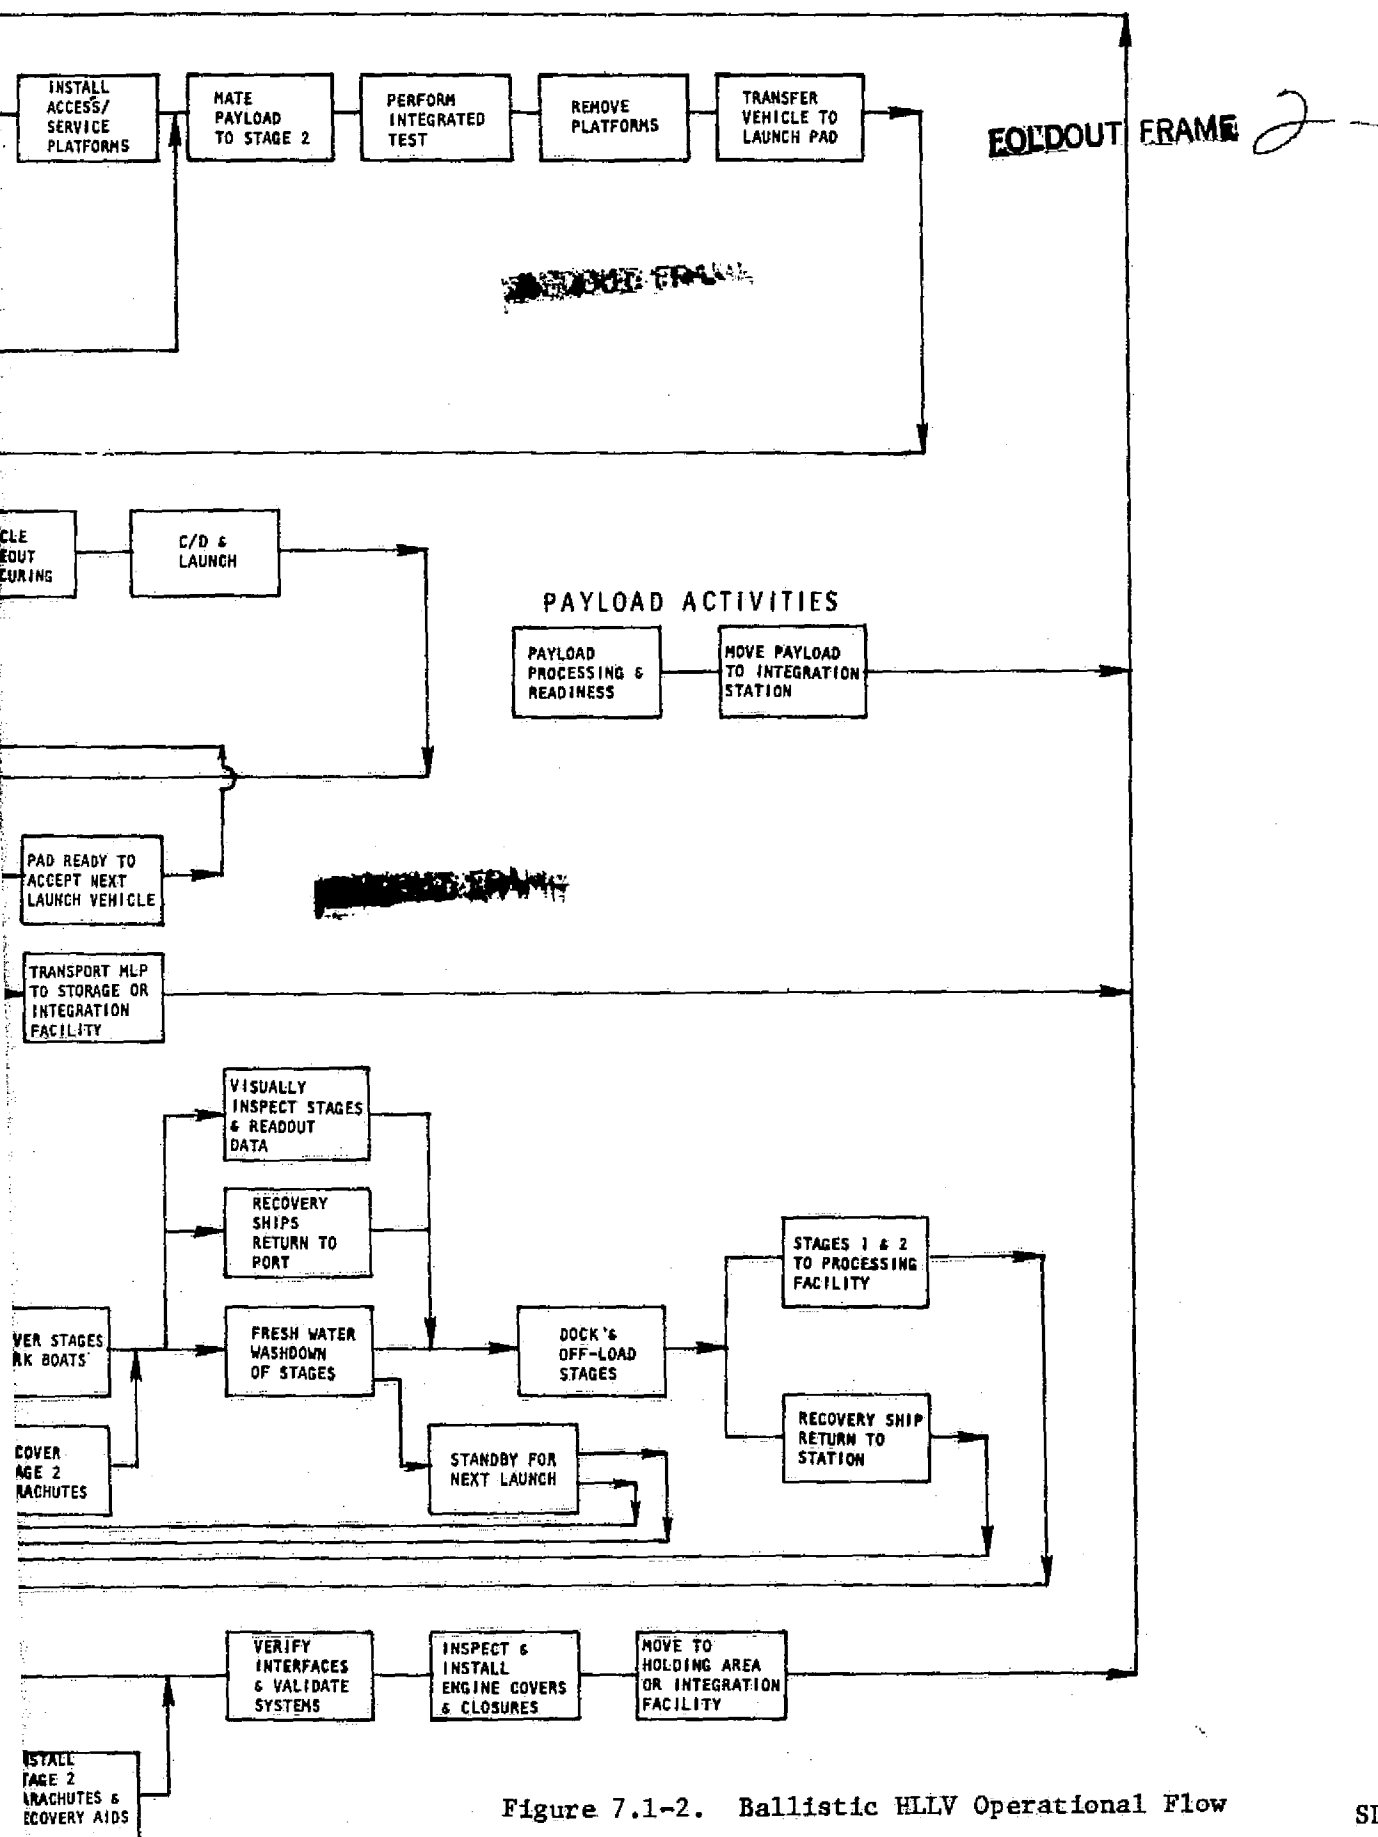 INSTALL
ACCESS/
SERVICE
PLATFORMS
MATE
PAYLOAD
TO STAGE 2
PERFORM
INTEGRATED
TEST
REMOVE
PLATFORMS
TRANSFER
VEHICLE TO
LAUNCH PAD
FOLDOUT FRAME 2
CLE
EOUT
CURING
C/D &
LAUNCH
PAYLOAD ACTIVITIES
PAYLOAD
PROCESSING &
READINESS
MOVE PAYLOAD
TO INTEGRATION
STATION
PAD READY TO
ACCEPT NEXT
LAUNCH VEHICLE
TRANSPORT MLP
TO STORAGE OR
INTEGRATION
FACILITY
VISUALLY
INSPECT STAGES
& READOUT
DATA
RECOVERY
SHIPS
RETURN TO
PORT
VER STAGES
RK BOATS
FRESH WATER
WASHDOWN
OF STAGES
DOCK &
OFF-LOAD
STAGES
STAGES 1 & 2
TO PROCESSING
FACILITY
COVER
AGE 2
RACHUTES
STANDBY FOR
NEXT LAUNCH
RECOVERY SHIP
RETURN TO
STATION
VERIFY
INTERFACES
& VALIDATE
SYSTEMS
INSPECT &
INSTALL
ENGINE COVERS
& CLOSURES
MOVE TO
HOLDING AREA
OR INTEGRATION
FACILITY
STALL
TAGE 2
ARACHUTES &
ECOVERY AIDS
Figure 7.1-2. Ballistic HLLV Operational Flow